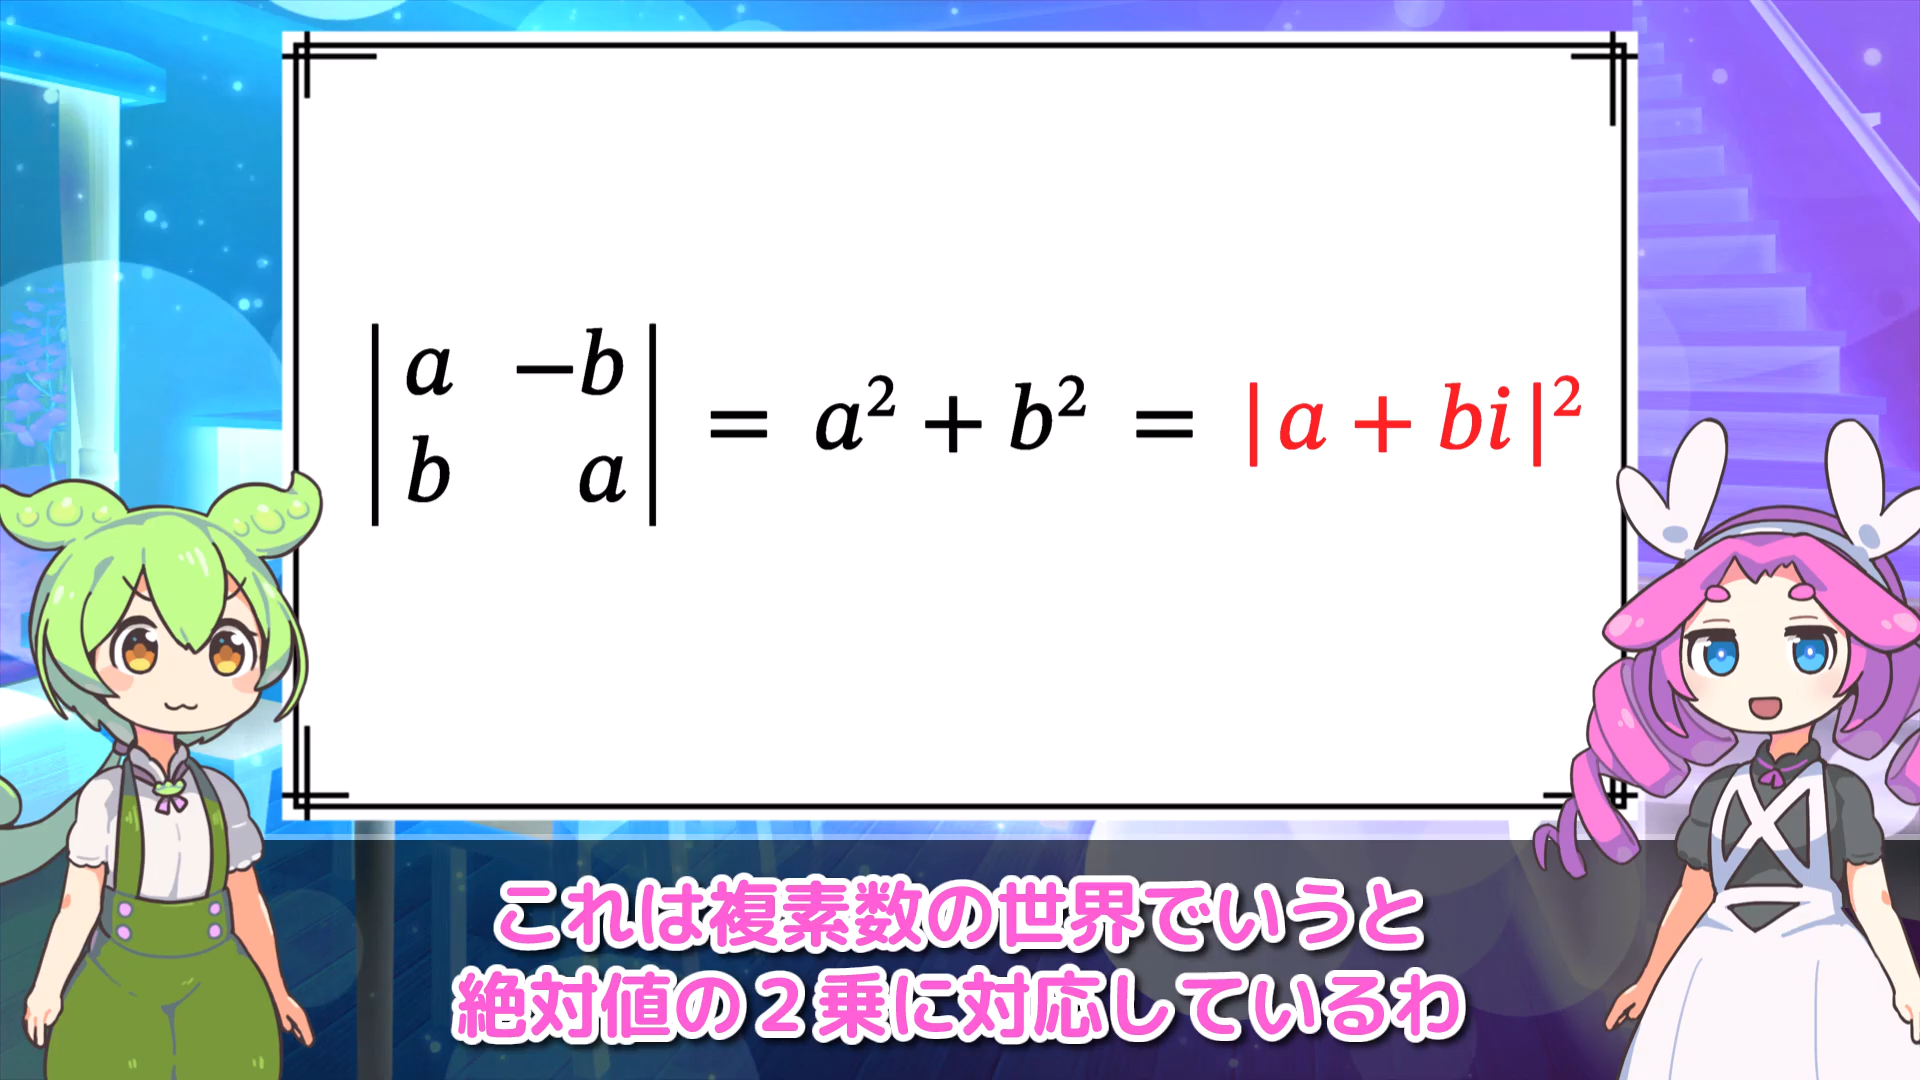 | a −b |
| b a | = a² + b² = |a + bi|²
これは複素数の世界でいうと
絶対値の２乗に対応しているわ